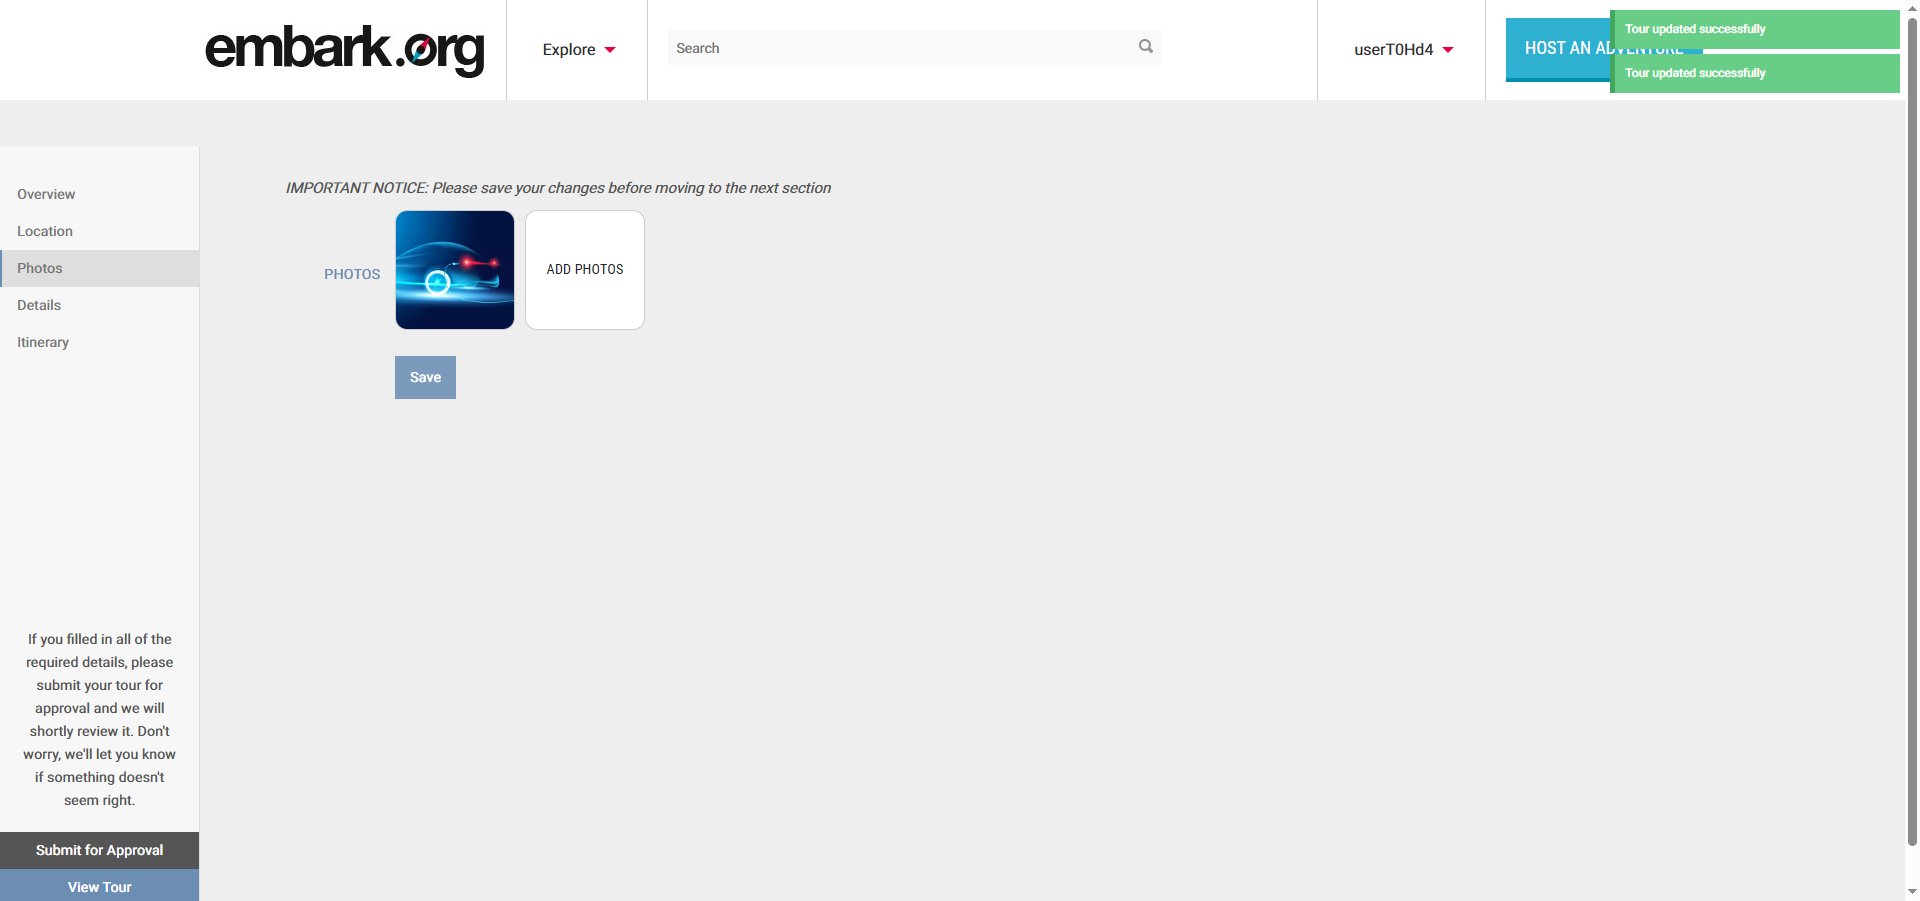 embark.org
Explore
Search
userT0Hd4
HOST AN ADVENTURE
Tour updated successfully
Tour updated successfully
Overview
Location
Photos
Details
Itinerary
IMPORTANT NOTICE: Please save your changes before moving to the next section
PHOTOS
ADD PHOTOS
Save
If you filled in all of the
required details, please
submit your tour for
approval and we will
shortly review it. Don't
worry, we'll let you know
if something doesn't
seem right.
Submit for Approval
View Tour